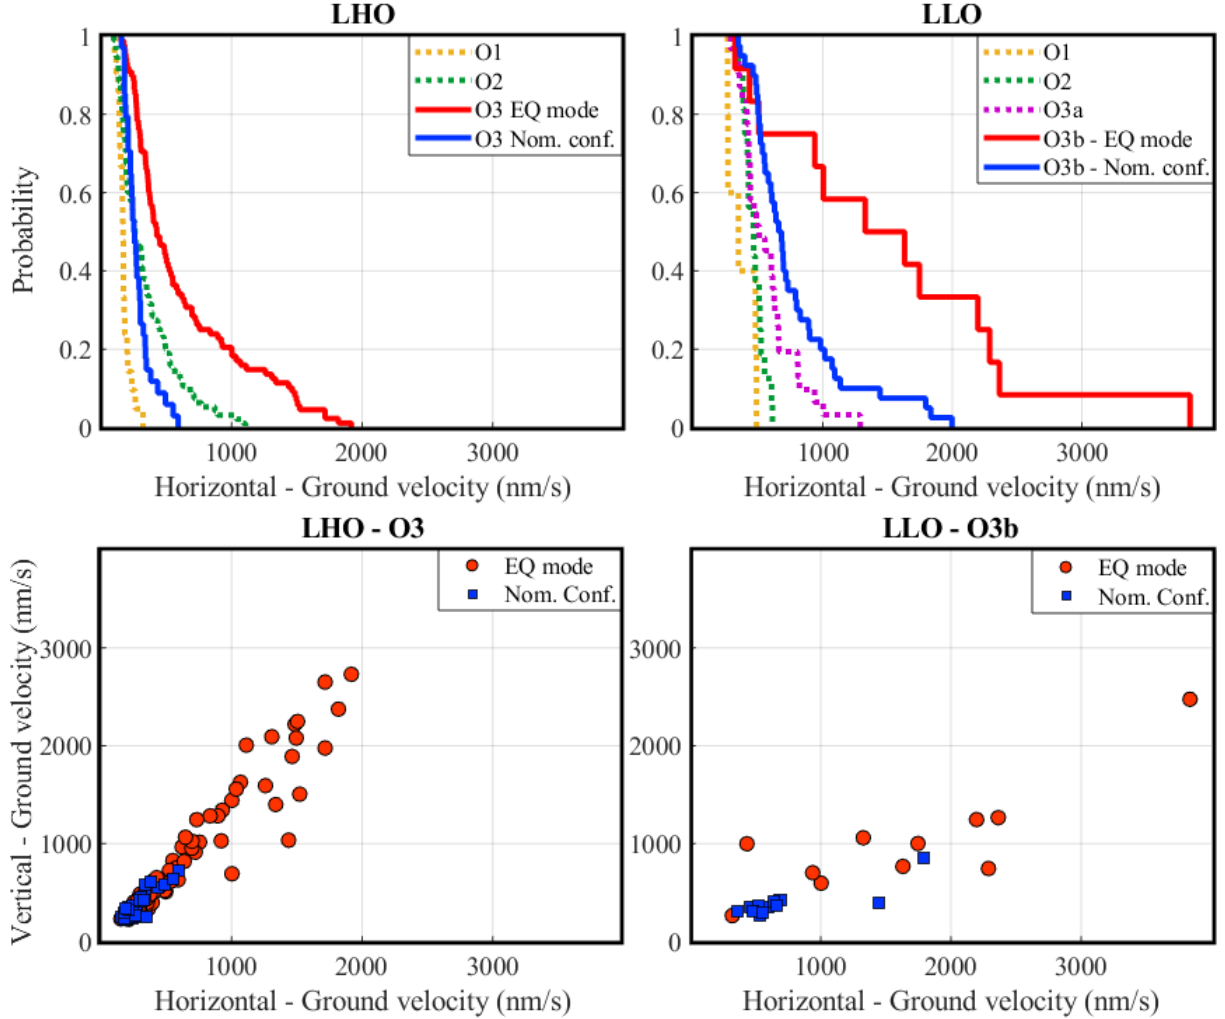 LHO
LLO
1
0.8
0.6
0.4
0.2
0
Probability
O1
O2
O3 EQ mode
O3 Nom. conf.
1000
2000
3000
Horizontal - Ground velocity (nm/s)
1
0.8
0.6
0.4
0.2
0
O1
O2
O3a
O3b - EQ mode
O3b - Nom. conf.
1000
2000
3000
Horizontal - Ground velocity (nm/s)
LHO - O3
LLO - O3b
Vertical - Ground velocity (nm/s)
3000
2000
1000
0
EQ mode
Nom. Conf.
1000
2000
3000
Horizontal - Ground velocity (nm/s)
3000
2000
1000
0
EQ mode
Nom. Conf.
1000
2000
3000
Horizontal - Ground velocity (nm/s)